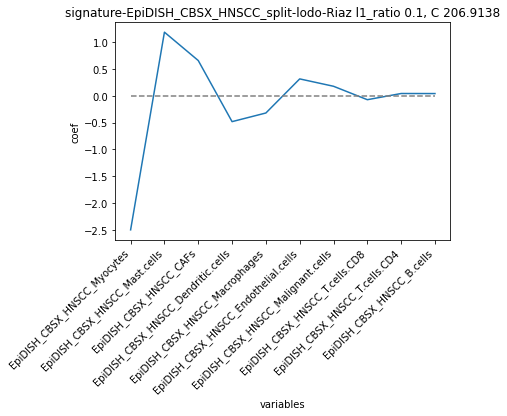 signature-EpiDISH_CBSX_HNSCC_split-lodo-Riaz l1_ratio 0.1, C 206.9138
1.0
0.5
0.0
−0.5
−1.0
−1.5
−2.0
−2.5
coef
EpiDISH_CBSX_HNSCC_Myocytes
EpiDISH_CBSX_HNSCC_Mast.cells
EpiDISH_CBSX_HNSCC_CAFs
EpiDISH_CBSX_HNSCC_Dendritic.cells
EpiDISH_CBSX_HNSCC_Macrophages
EpiDISH_CBSX_HNSCC_Endothelial.cells
EpiDISH_CBSX_HNSCC_Malignant.cells
EpiDISH_CBSX_HNSCC_T.cells.CD8
EpiDISH_CBSX_HNSCC_T.cells.CD4
EpiDISH_CBSX_HNSCC_B.cells
variables